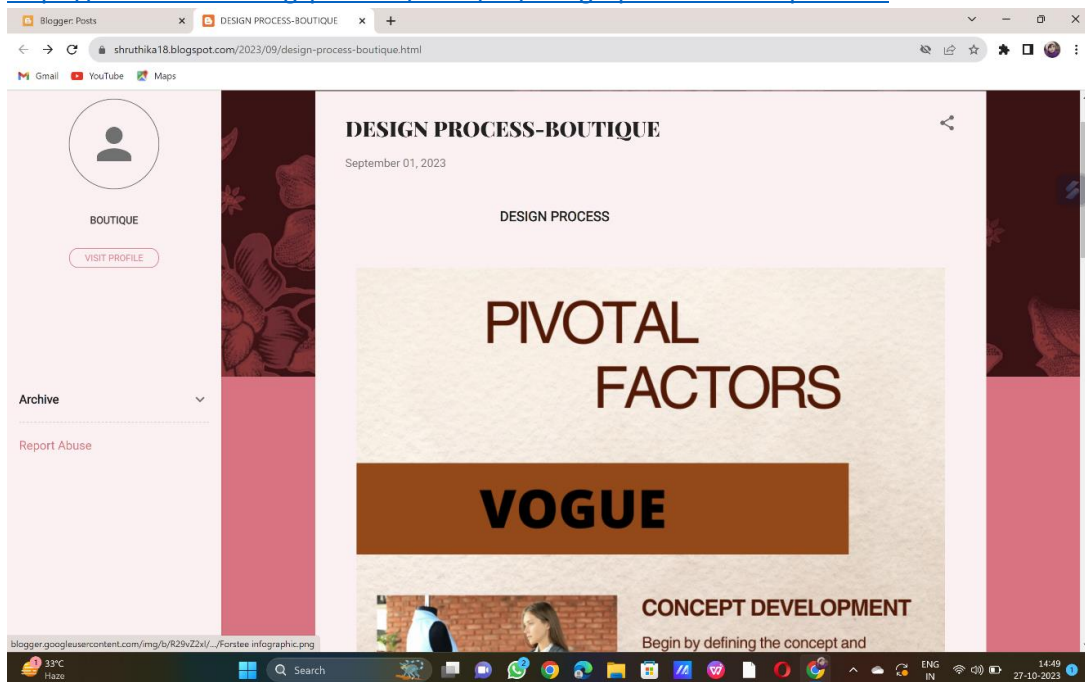 Blogger: Posts
DESIGN PROCESS-BOUTIQUE
shruthika18.blogspot.com/2023/09/design-process-boutique.html
Gmail
YouTube
Maps
DESIGN PROCESS-BOUTIQUE
September 01, 2023
BOUTIQUE
VISIT PROFILE
DESIGN PROCESS
PIVOTAL
FACTORS
Archive
Report Abuse
VOGUE
CONCEPT DEVELOPMENT
Begin by defining the concept and
blogger.googleusercontent.com/img/b/R29vZ2xl/.../Forstee infographic.png
1
33°C
Haze
Search
ENG
IN
14:49
27-10-2023
1